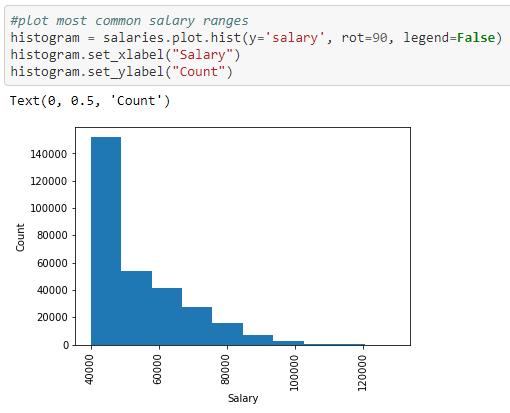 #plot most common salary ranges
histogram = salaries.plot.hist(y='salary', rot=90, legend=False)
histogram.set_xlabel("Salary")
histogram.set_ylabel("Count")
Text(0, 0.5, 'Count')
140000
120000
100000
80000
60000
40000
20000
0
Count
40000
60000
80000
100000
120000
Salary